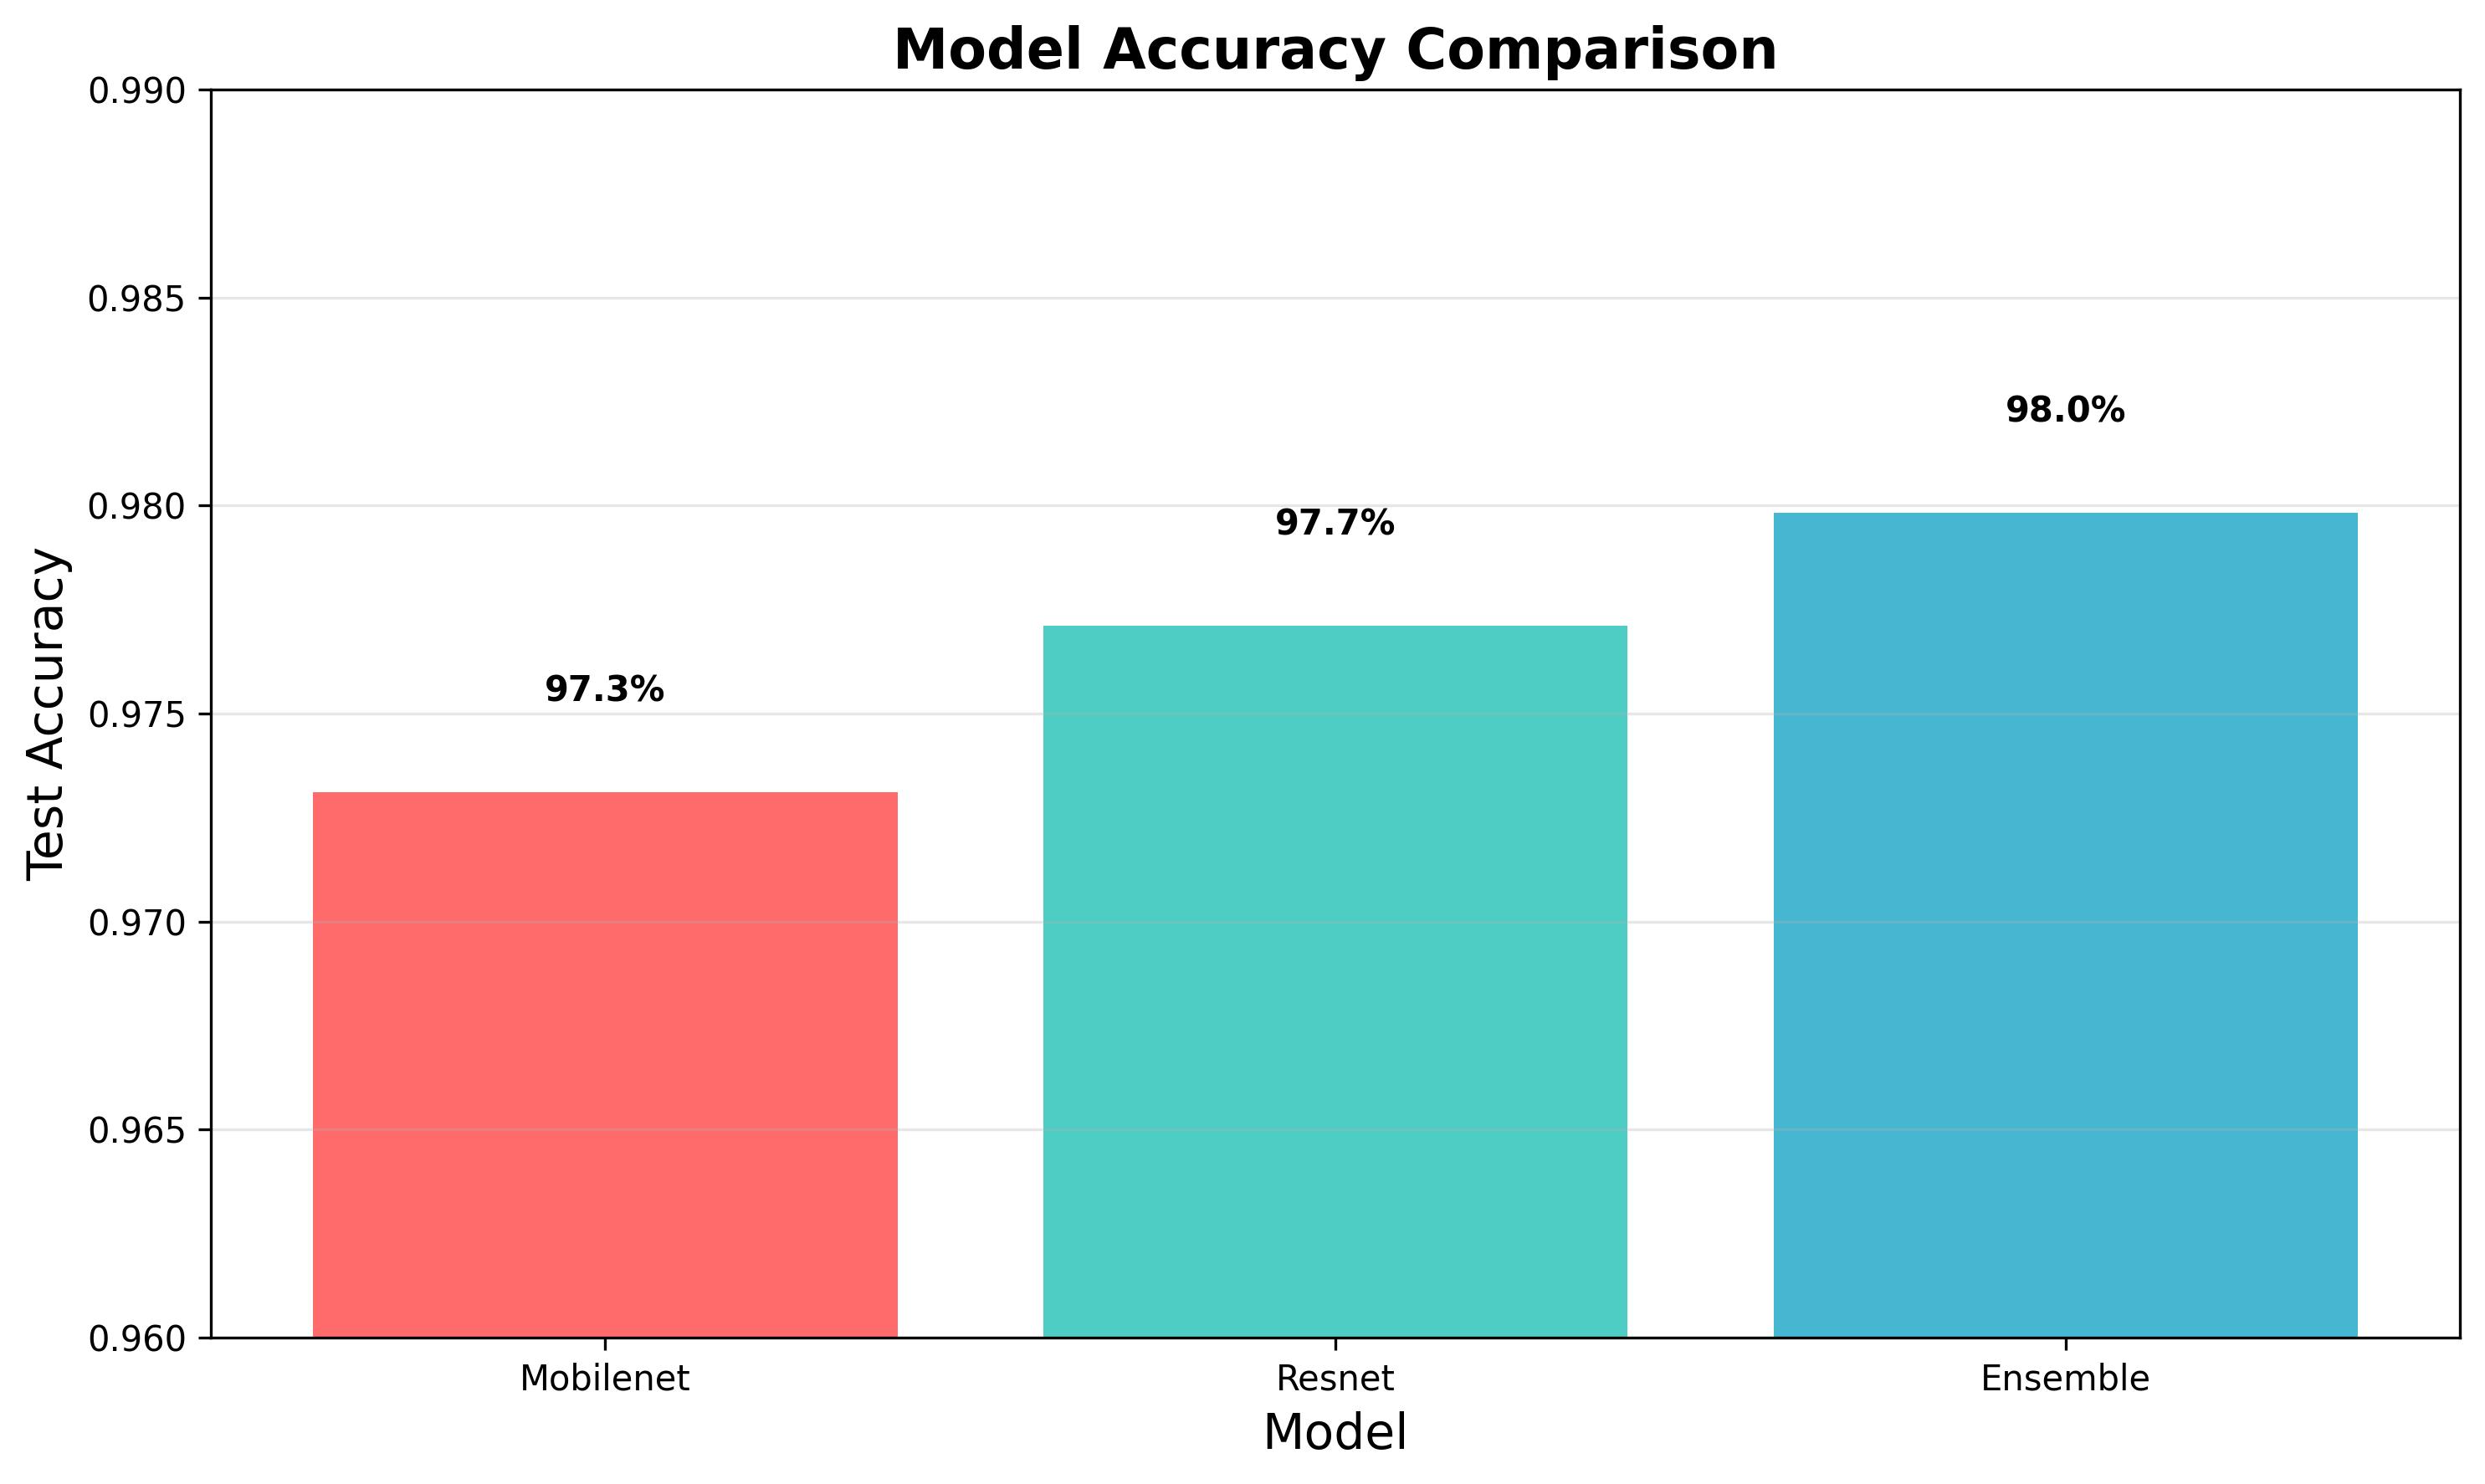 Model Accuracy Comparison
0.990
0.985
98.0%
0.980
97.7%
97.3%
0.975
0.970
0.965
0.960
Test Accuracy
Mobilenet
Resnet
Ensemble
Model